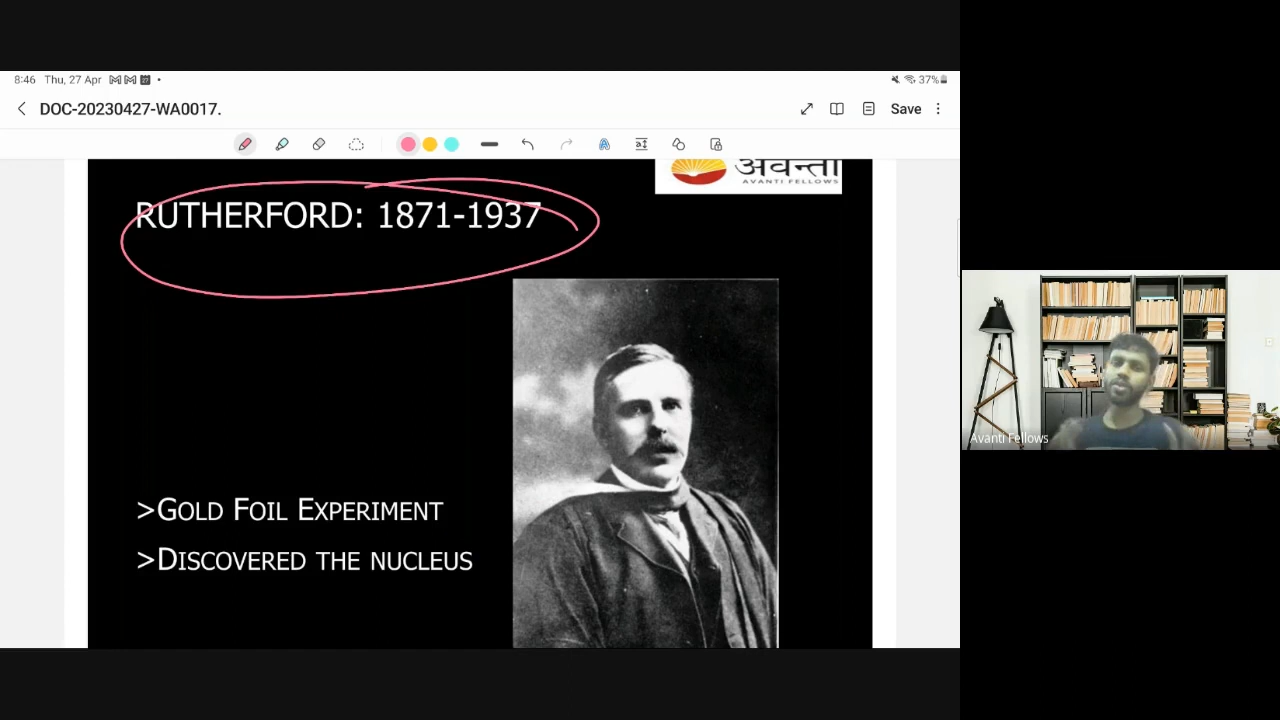 8:46 Thu, 27 Apr
37%
DOC-20230427-WA0017.
Save
अवन्ती
AVANTI FELLOWS
RUTHERFORD: 1871-1937
>GOLD FOIL EXPERIMENT
>DISCOVERED THE NUCLEUS
Avanti Fellows